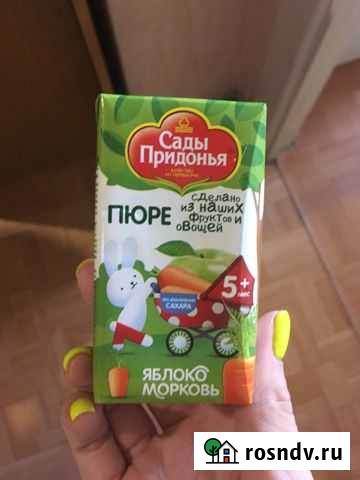 Сады
Придонья
ПЮРЕ
сделано
из наших
фруктов и
овощей
5+
мес
без добавления
САХАРА
ЯБЛОКО
МОРКОВЬ
rosndv.ru